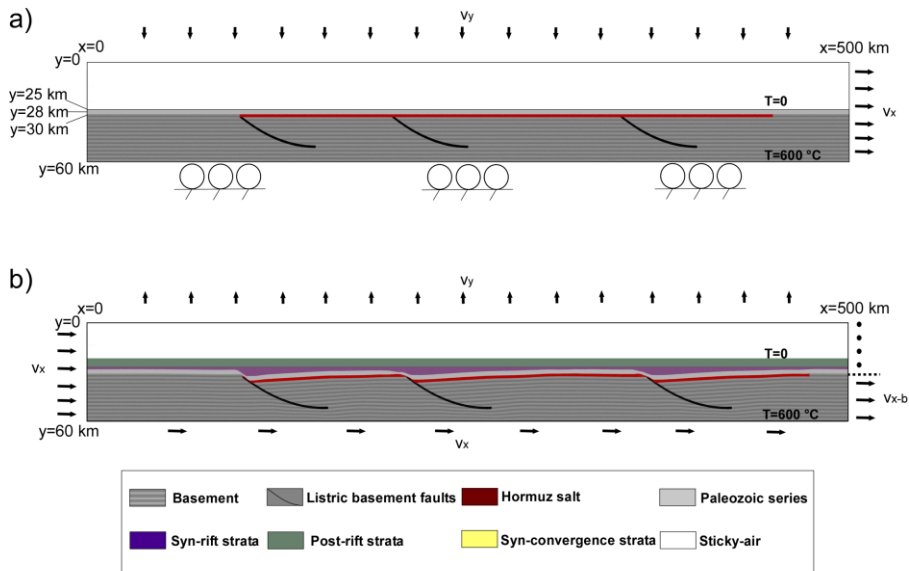 a)
vy
x=0
x=500 km
y=0
y=25 km
y=28 km
y=30 km
T=0
vx
T=600 °C
y=60 km
b)
vy
x=0
x=500 km
y=0
T=0
vx
vx-b
T=600 °C
y=60 km
vx
Basement
Listric basement faults
Hormuz salt
Paleozoic series
Syn-rift strata
Post-rift strata
Syn-convergence strata
Sticky-air